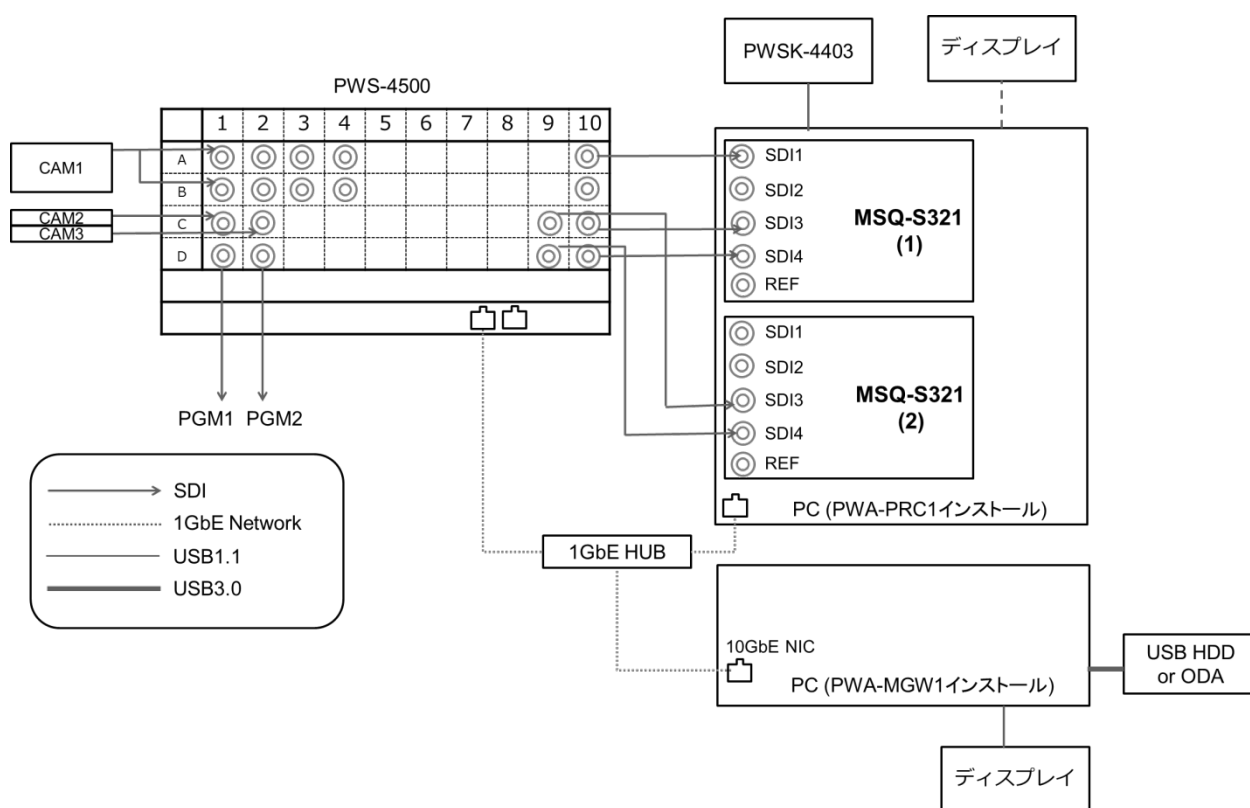 PWSK-4403
ディスプレイ
PWS-4500
1 2 3 4 5 6 7 8 9 10
A
B
C
D
CAM1
CAM2
CAM3
PGM1 PGM2
SDI1
SDI2
SDI3
SDI4
REF
MSQ-S321
(1)
SDI1
SDI2
SDI3
SDI4
REF
MSQ-S321
(2)
PC (PWA-PRC1インストール)
SDI
1GbE Network
USB1.1
USB3.0
1GbE HUB
10GbE NIC
PC (PWA-MGW1インストール)
USB HDD
or ODA
ディスプレイ